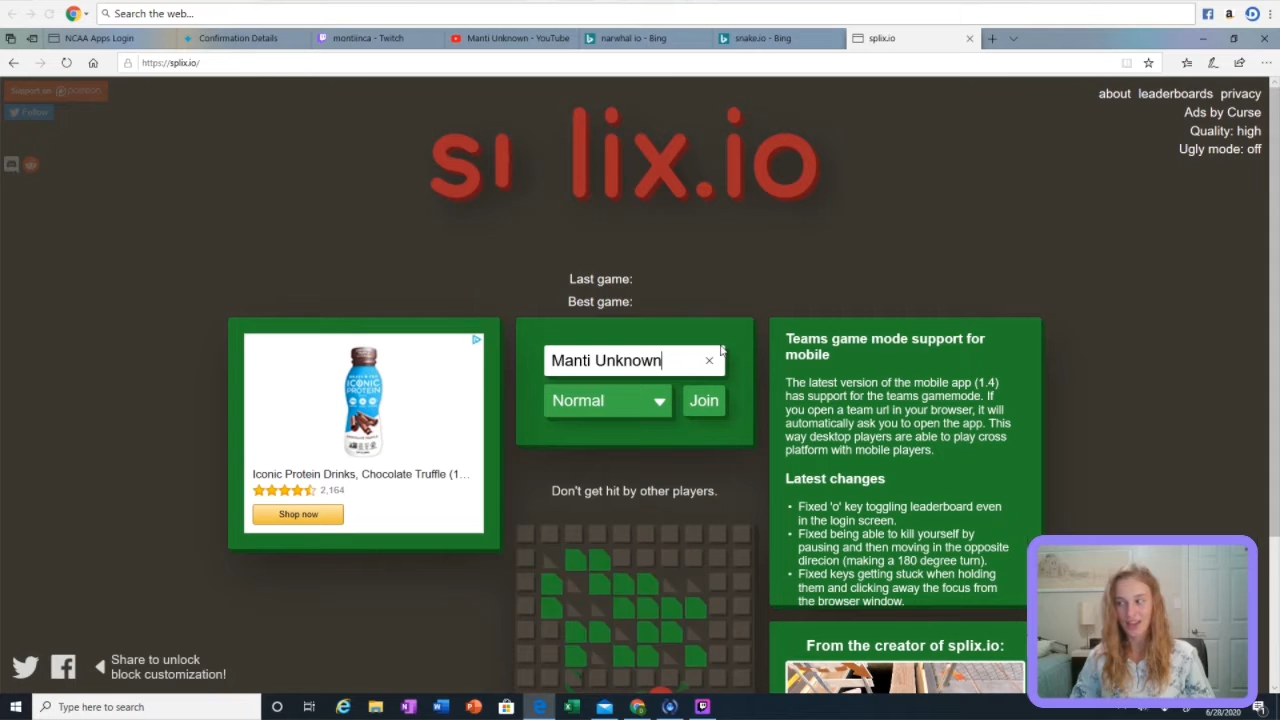 Search the web...
NCAA Apps Login
Confirmation Details
montiinca - Twitch
Manti Unknown - YouTube
narwhal io - Bing
snake.io - Bing
splix.io
https://splix.io/
Support on patreon
Follow
about leaderboards privacy
Ads by Curse
Quality: high
Ugly mode: off
lix.io
Last game:
Best game:
Manti Unknown
Normal
Join
Don't get hit by other players.
ICONIC
PROTEIN
Iconic Protein Drinks, Chocolate Truffle (1...
2,164
Shop now
Teams game mode support for
mobile
The latest version of the mobile app (1.4)
has support for the teams gamemode. If
you open a team url in your browser, it will
automatically ask you to open the app. This
way desktop players are able to play cross
platform with mobile players.
Latest changes
• Fixed 'o' key toggling leaderboard even
in the login screen.
• Fixed being able to kill yourself by
pausing and then moving in the opposite
direcion (making a 180 degree turn).
• Fixed keys getting stuck when holding
them and clicking away the focus from
the browser window.
From the creator of splix.io:
Share to unlock
block customization!
Type here to search
6/28/2020